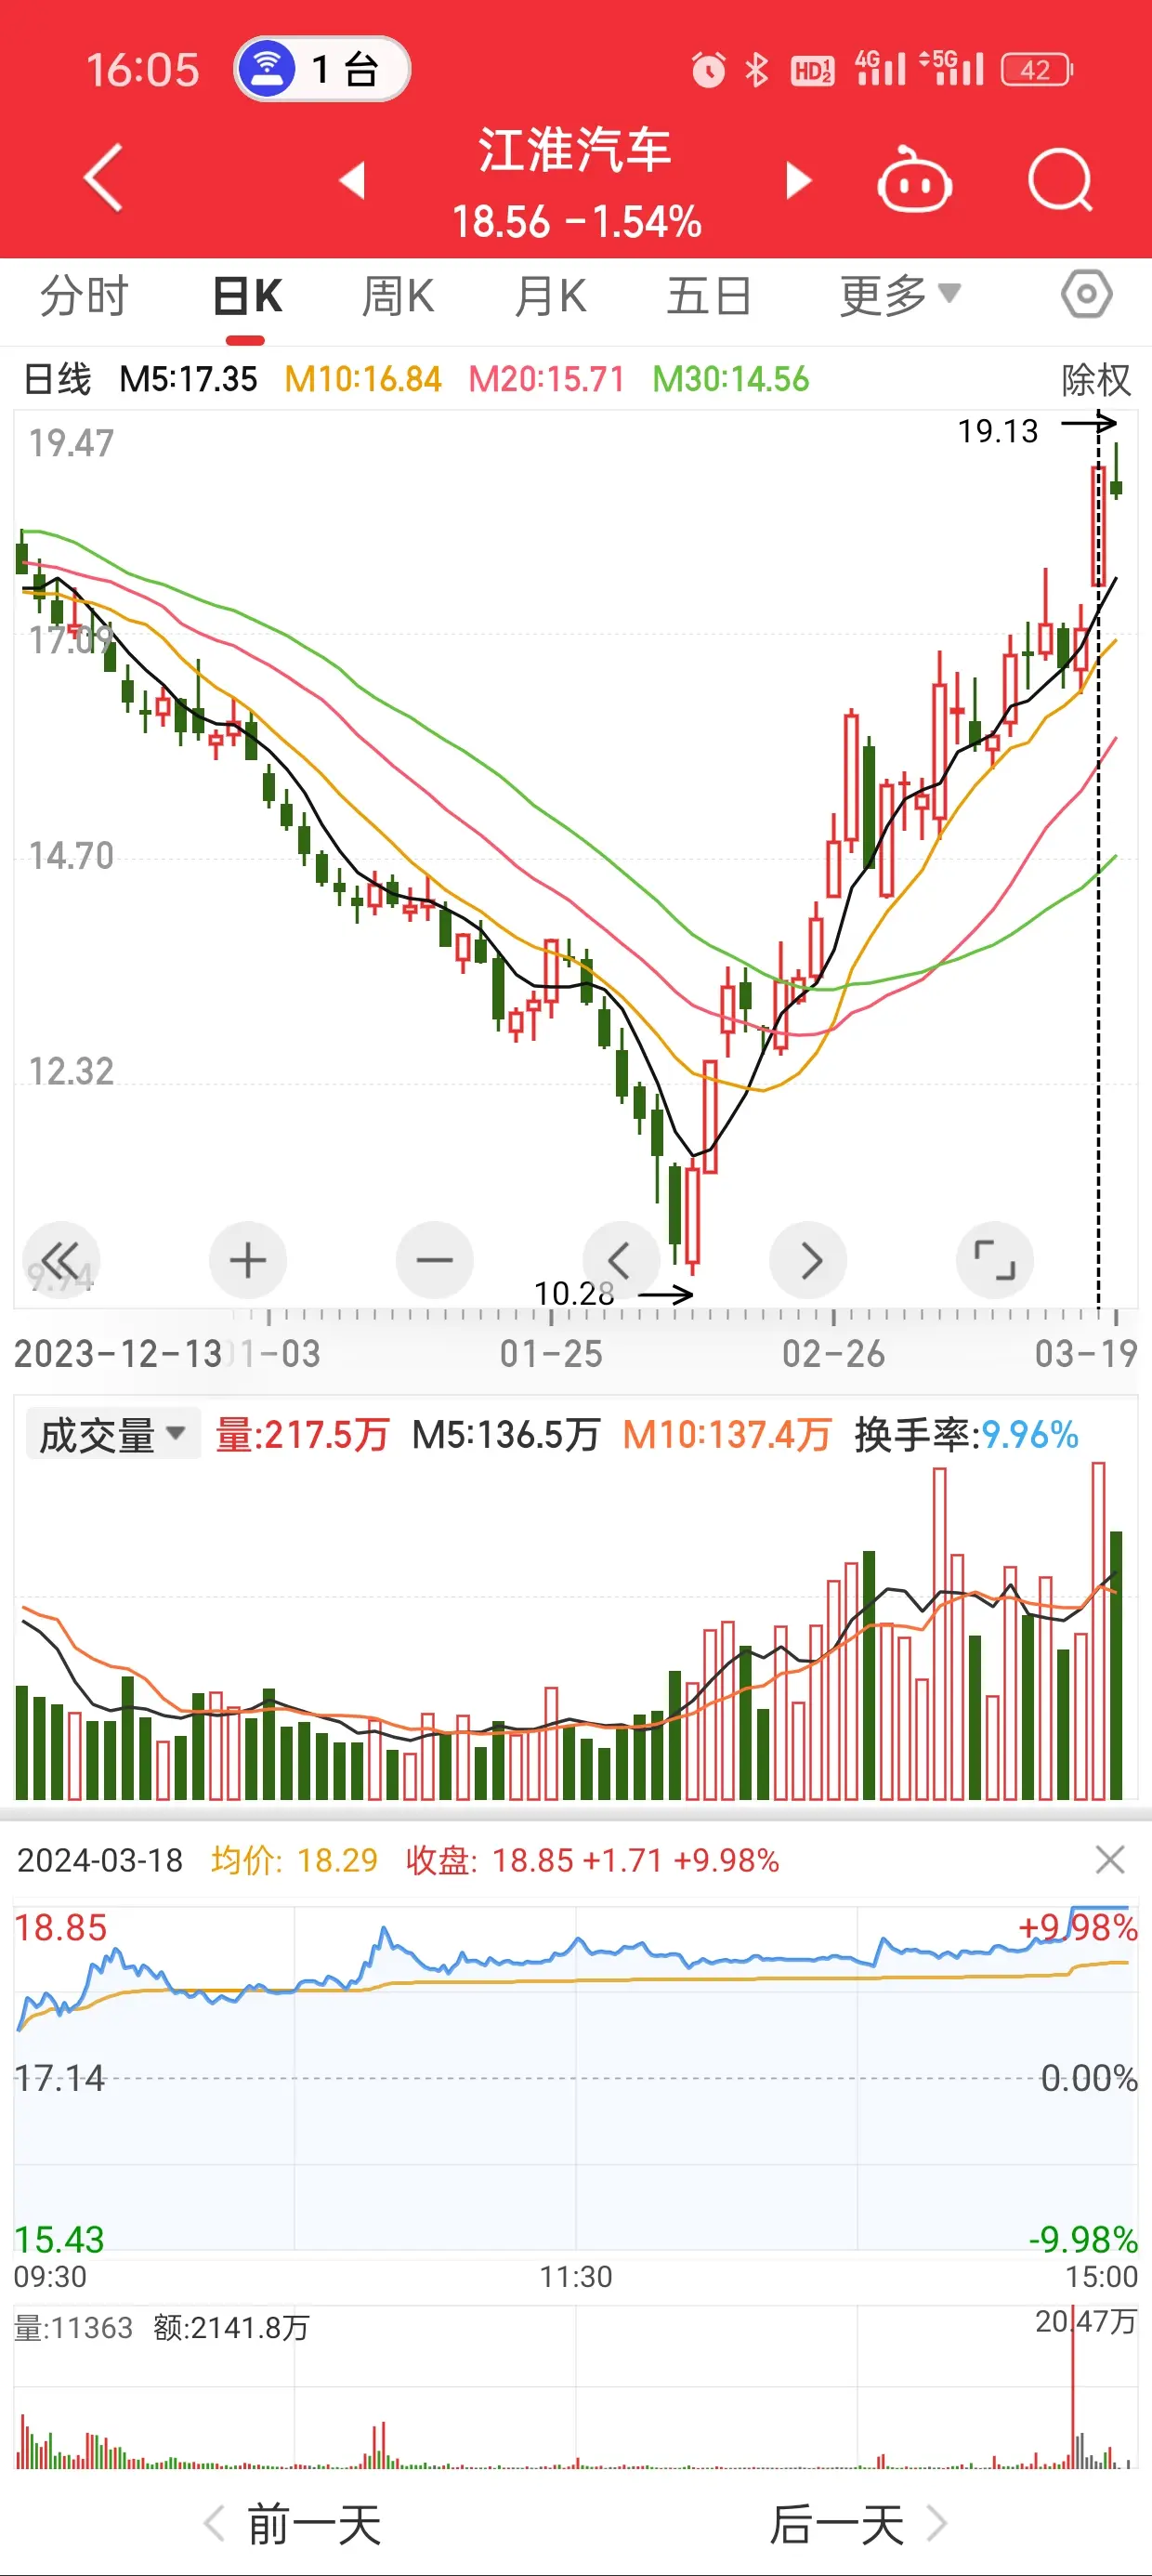 16:05 1 台 HD 1 2 4G 5G 42
江淮汽车
18.56 -1.54%
分时 日K 周K 月K 五日 更多
日线 M5:17.35 M10:16.84 M20:15.71 M30:14.56 除权
19.13
19.47
17.09
14.70
12.32
9.94
10.28
2023-12-13 01-03 01-25 02-26 03-19
成交量 量:217.5万 M5:136.5万 M10:137.4万 换手率:9.96%
2024-03-18 均价: 18.29 收盘: 18.85 +1.71 +9.98%
18.85 +9.98%
17.14 0.00%
15.43 -9.98%
09:30 11:30 15:00
量:11363 额:2141.8万 20.47万
前一天 后一天